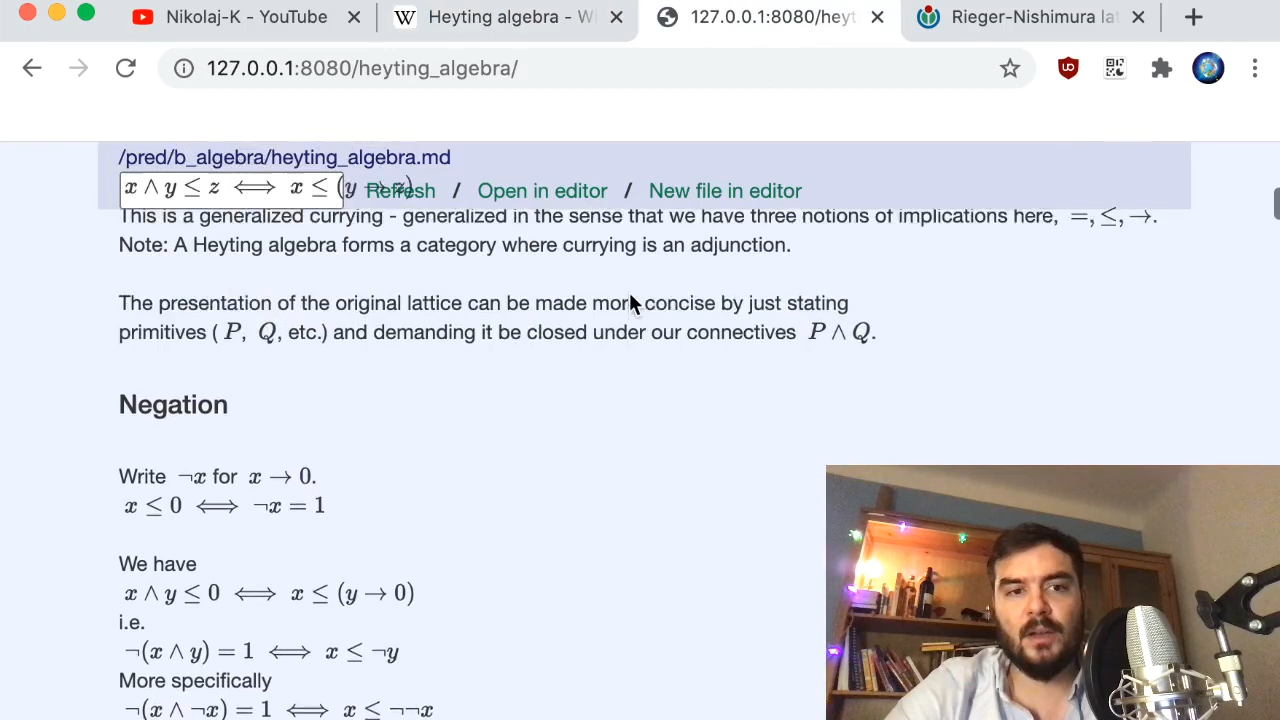 Nikolaj-K - YouTube
Heyting algebra - W
127.0.0.1:8080/heyt
Rieger-Nishimura la
127.0.0.1:8080/heyting_algebra/
/pred/b_algebra/heyting_algebra.md
x ∧ y ≤ z ⟺ x ≤ (y → z)
Refresh / Open in editor / New file in editor
This is a generalized currying - generalized in the sense that we have three notions of implications here, =, ≤, →.
Note: A Heyting algebra forms a category where currying is an adjunction.
The presentation of the original lattice can be made more concise by just stating
primitives ( P, Q, etc.) and demanding it be closed under our connectives P ∧ Q.
Negation
Write ¬x for x → 0.
x ≤ 0 ⟺ ¬x = 1
We have
x ∧ y ≤ 0 ⟺ x ≤ (y → 0)
i.e.
¬(x ∧ y) = 1 ⟺ x ≤ ¬y
More specifically
¬(x ∧ ¬x) = 1 ⟺ x ≤ ¬¬x